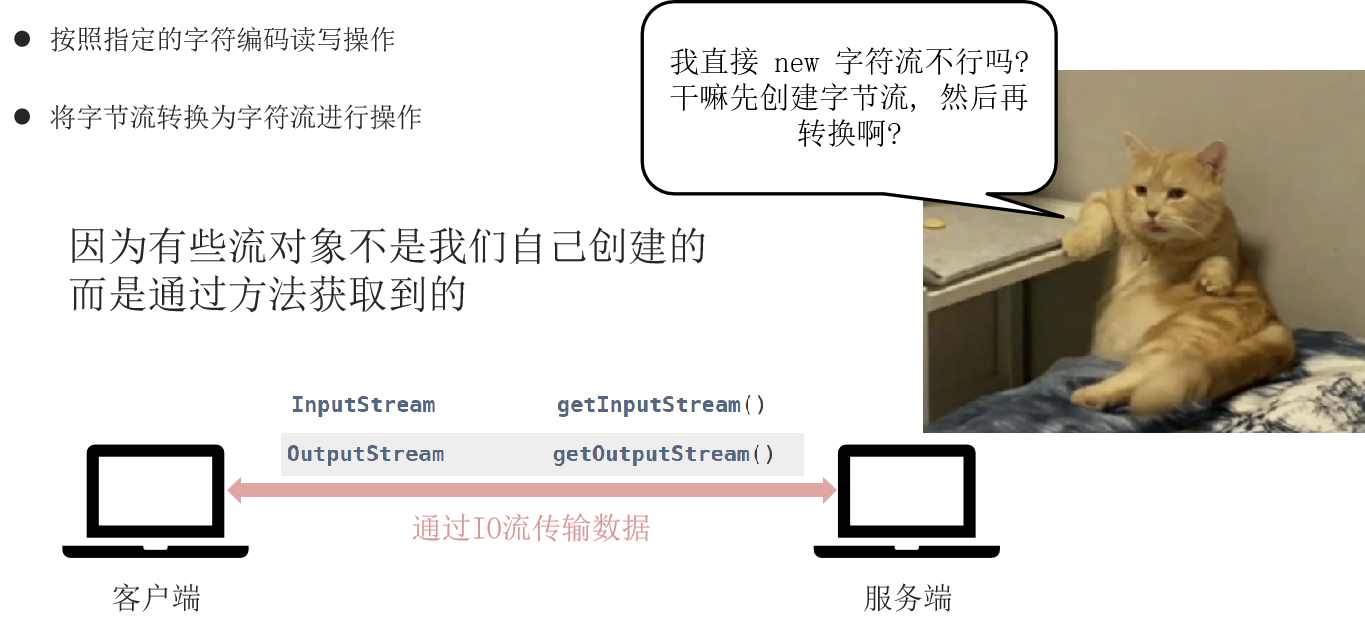 按照指定的字符编码读写操作
将字节流转换为字符流进行操作
我直接 new 字符流不行吗?
干嘛先创建字节流, 然后再
转换啊?
因为有些流对象不是我们自己创建的
而是通过方法获取到的
InputStream getInputStream()
OutputStream getOutputStream()
通过IO流传输数据
客户端
服务端